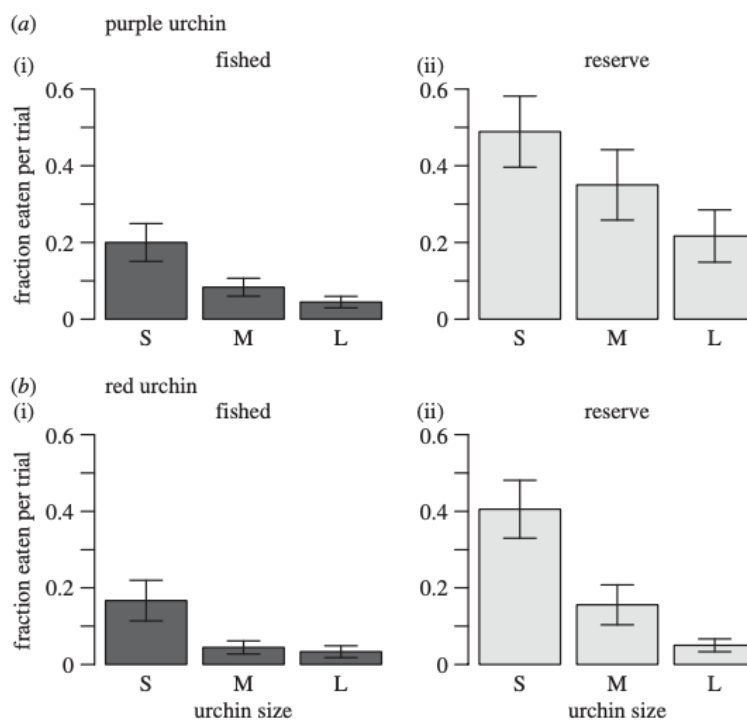 (a) purple urchin
(i) fished
(ii) reserve
fraction eaten per trial
0.6
0.4
0.2
0
S M L
0.6
0.4
0.2
0
S M L
(b) red urchin
(i) fished
(ii) reserve
fraction eaten per trial
0.6
0.4
0.2
0
S M L
urchin size
0.6
0.4
0.2
0
S M L
urchin size